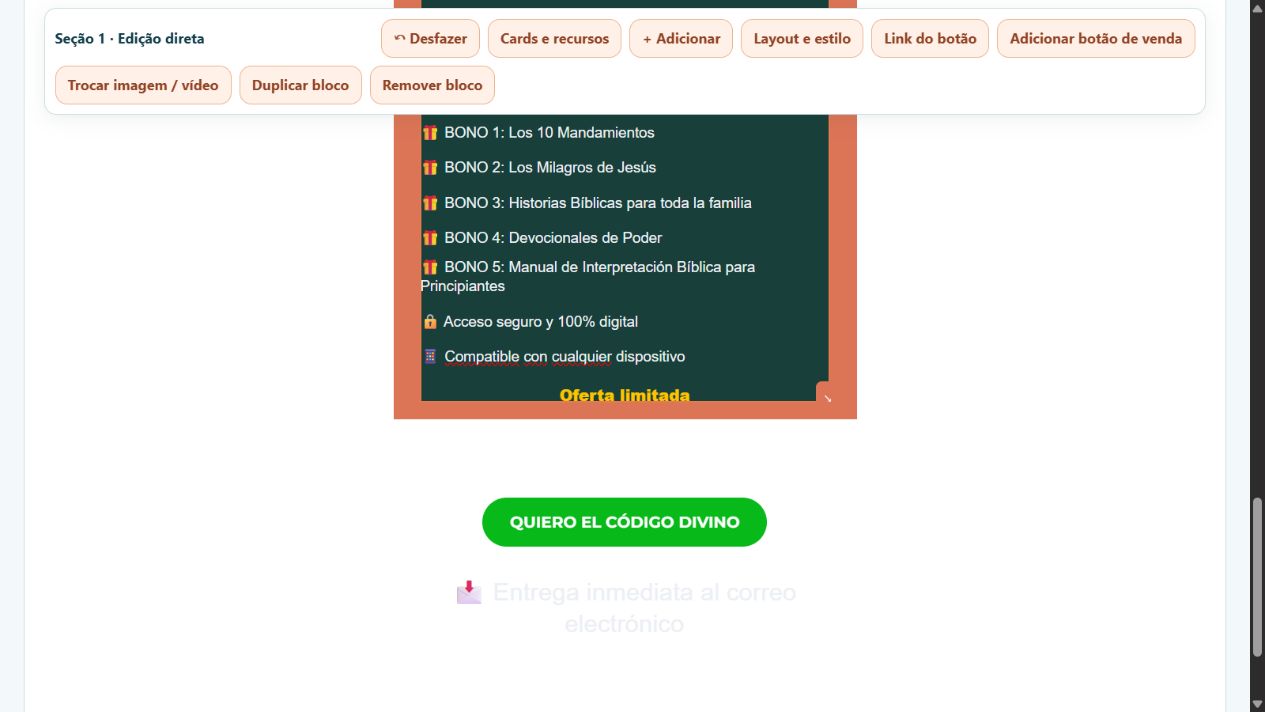 Seção 1 · Edição direta
↶ Desfazer
Cards e recursos
+ Adicionar
Layout e estilo
Link do botão
Adicionar botão de venda
Trocar imagem / vídeo
Duplicar bloco
Remover bloco
🎁 BONO 1: Los 10 Mandamientos
🎁 BONO 2: Los Milagros de Jesús
🎁 BONO 3: Historias Bíblicas para toda la familia
🎁 BONO 4: Devocionales de Poder
🎁 BONO 5: Manual de Interpretación Bíblica para
Principiantes
🔒 Acceso seguro y 100% digital
📱 Compatible con cualquier dispositivo
Oferta limitada
QUIERO EL CÓDIGO DIVINO
📩 Entrega inmediata al correo
electrónico